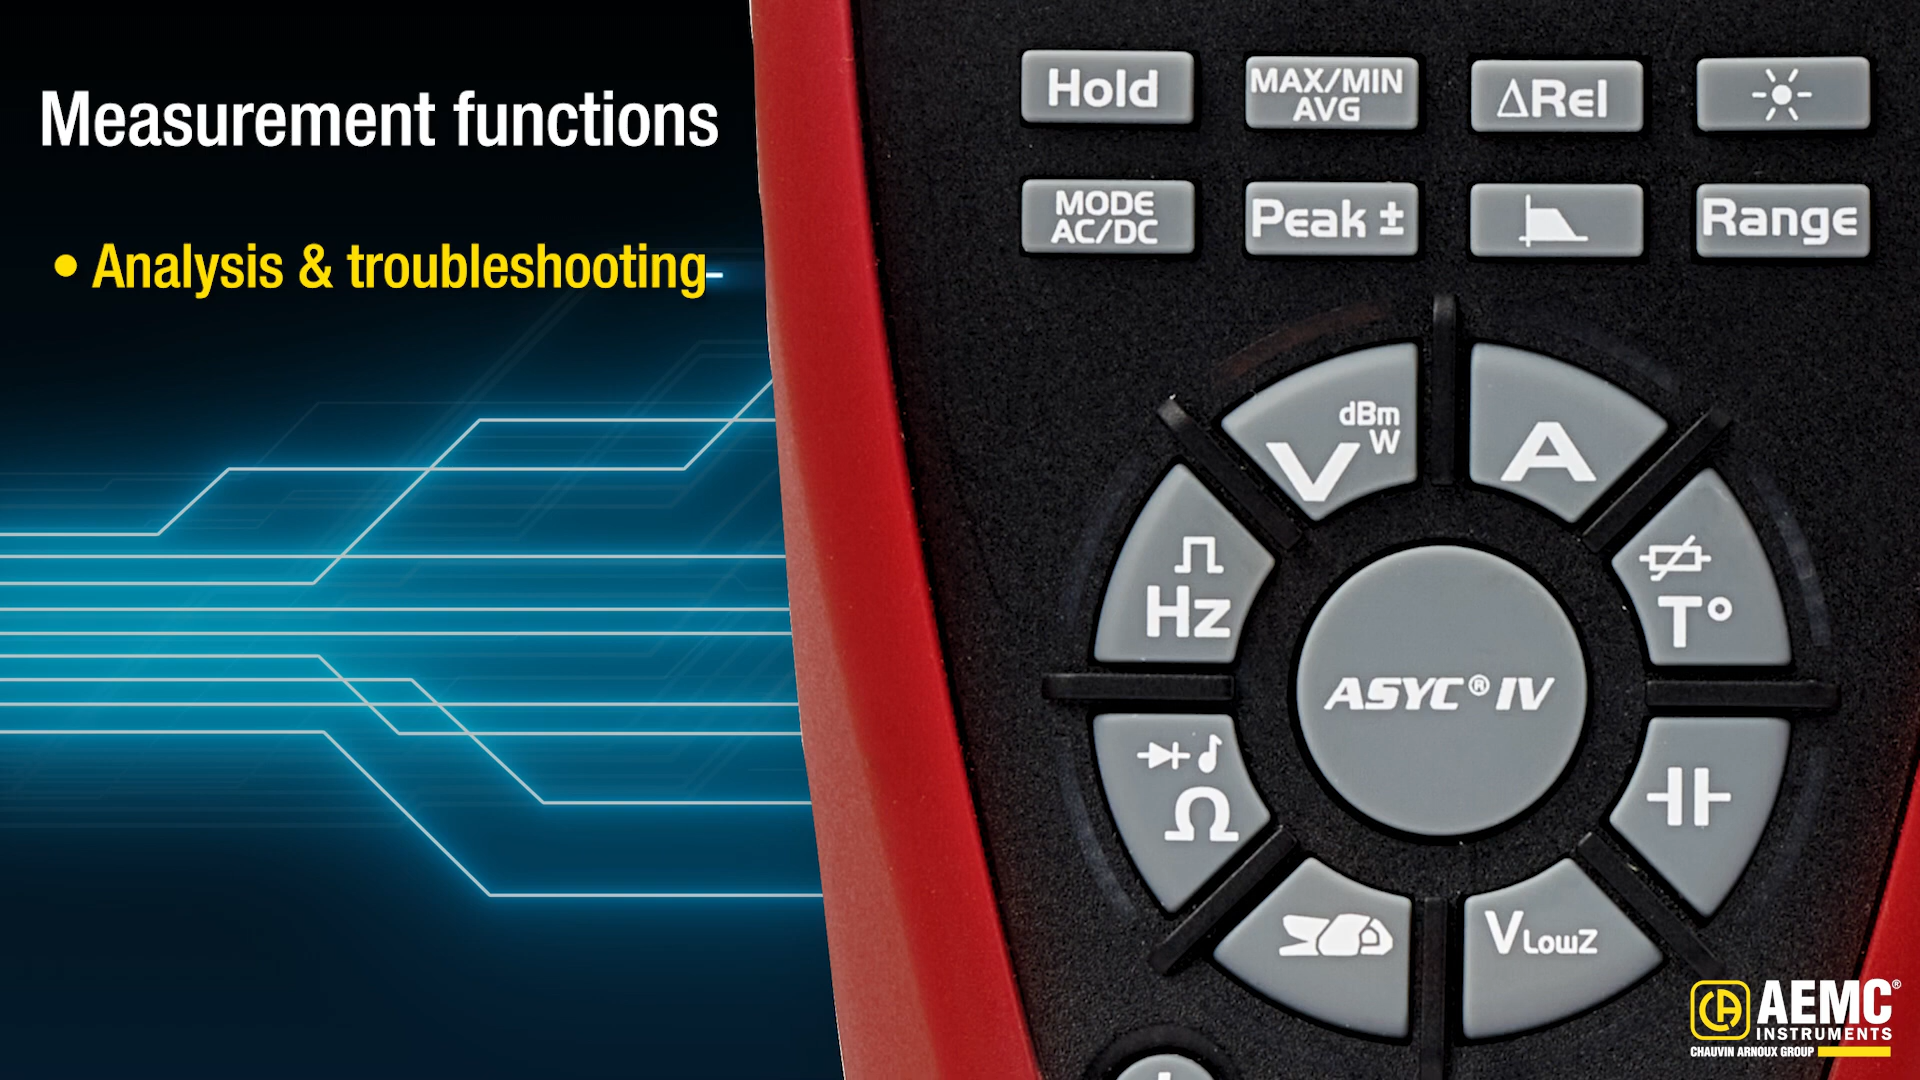 Measurement functions
• Analysis & troubleshooting
Hold
MAX/MIN
AVG
ΔRel
MODE
AC/DC
Peak ±
Range
dBm
V W
A
Hz
T°
ASYC® IV
Ω
VLowZ
CA
AEMC®
INSTRUMENTS
CHAUVIN ARNOUX GROUP